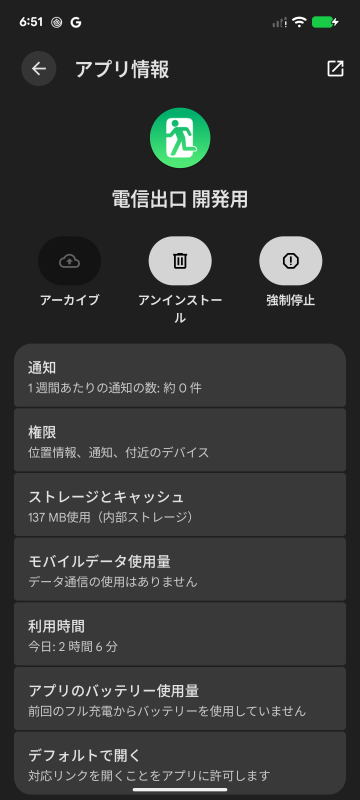 6:51
アプリ情報
電信出口 開発用
アーカイブ
アンインストー
ル
強制停止
通知
1 週間あたりの通知の数: 約 0 件
権限
位置情報、通知、付近のデバイス
ストレージとキャッシュ
137 MB使用（内部ストレージ）
モバイルデータ使用量
データ通信の使用はありません
利用時間
今日: 2 時間 6 分
アプリのバッテリー使用量
前回のフル充電からバッテリーを使用していません
デフォルトで開く
対応リンクを開くことをアプリに許可します